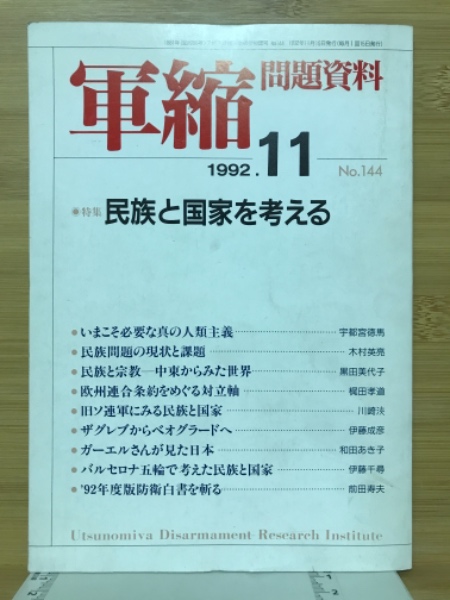 軍縮問題資料
1992.11
No.144
特集 民族と国家を考える
いまこそ必要な真の人類主義 宇都宮徳馬
民族問題の現状と課題 木村英亮
民族と宗教―中東からみた世界 黒田美代子
欧州連合条約をめぐる対立軸 梶田孝道
旧ソ連軍にみる民族と国家 川崎浹
ザグレブからベオグラードへ 伊藤成彦
ガーエルさんが見た日本 和田あき子
バルセロナ五輪で考えた民族と国家 伊藤千尋
'92年度版防衛白書を斬る 前田寿夫
Utsunomiya Disarmament Research Institute